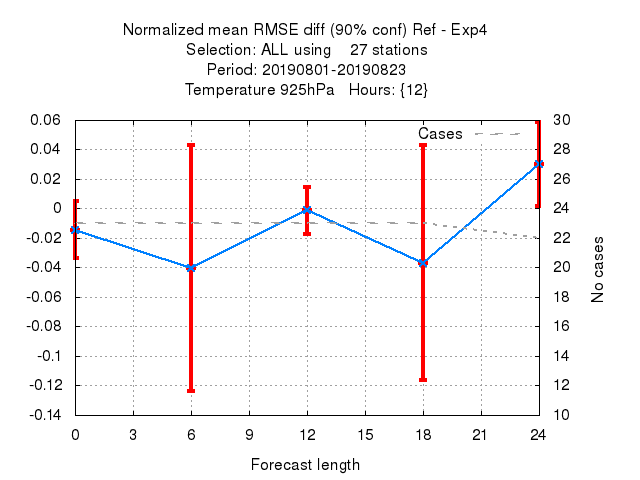 Normalized mean RMSE diff (90% conf) Ref - Exp4
Selection: ALL using    27 stations
Period: 20190801-20190823
Temperature 925hPa   Hours: {12}
Cases
0.06
0.04
0.02
0
-0.02
-0.04
-0.06
-0.08
-0.1
-0.12
-0.14
30
28
26
24
22
20
18
16
14
12
10
No cases
0 3 6 9 12 15 18 21 24
Forecast length